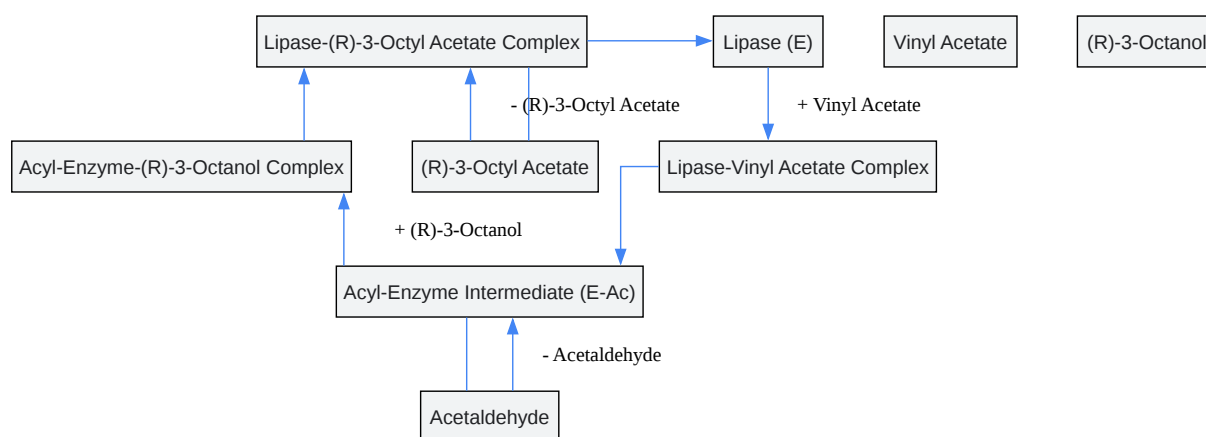 Lipase-(R)-3-Octyl Acetate Complex
Lipase (E)
Vinyl Acetate
(R)-3-Octanol
- (R)-3-Octyl Acetate
+ Vinyl Acetate
Acyl-Enzyme-(R)-3-Octanol Complex
(R)-3-Octyl Acetate
Lipase-Vinyl Acetate Complex
+ (R)-3-Octanol
Acyl-Enzyme Intermediate (E-Ac)
- Acetaldehyde
Acetaldehyde